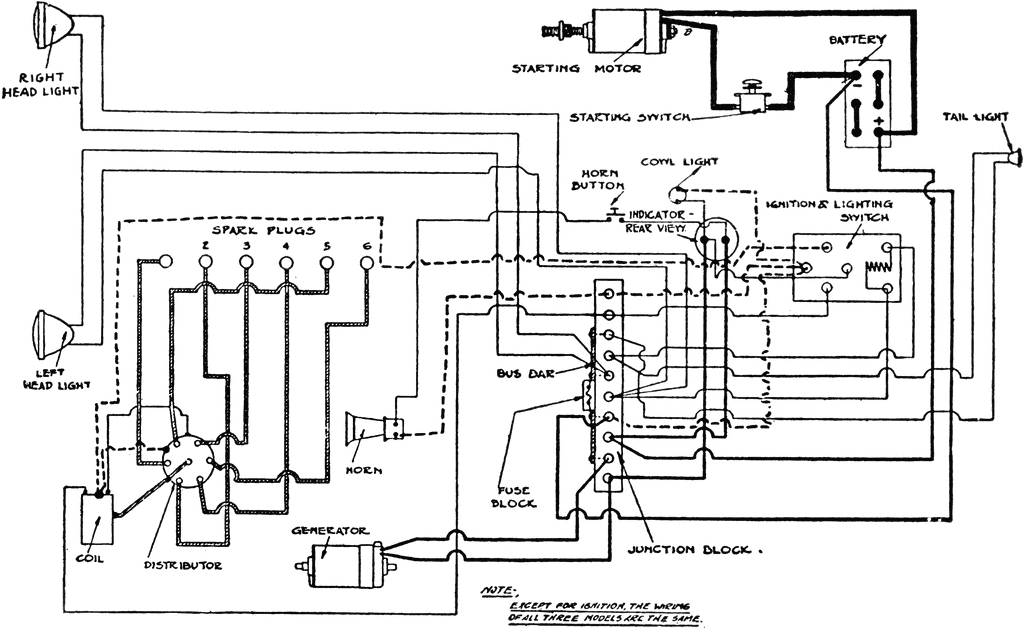 RIGHT
HEAD LIGHT
STARTING MOTOR
B
BATTERY
-
+
STARTING SWITCH
TAIL LIGHT
COWL LIGHT
HORN
BUTTON
INDICATOR-
REAR VIEW
IGNITION & LIGHTING
SWITCH
SPARK PLUGS
2 3 4 5 6
LEFT
HEAD LIGHT
BUS BAR
FUSE
BLOCK
HORN
COIL
DISTRIBUTOR
GENERATOR
JUNCTION BLOCK.
NOTE-,
EXCEPT FOR IGNITION, THE WIRING
OF ALL THREE MODELS ARE THE SAME.